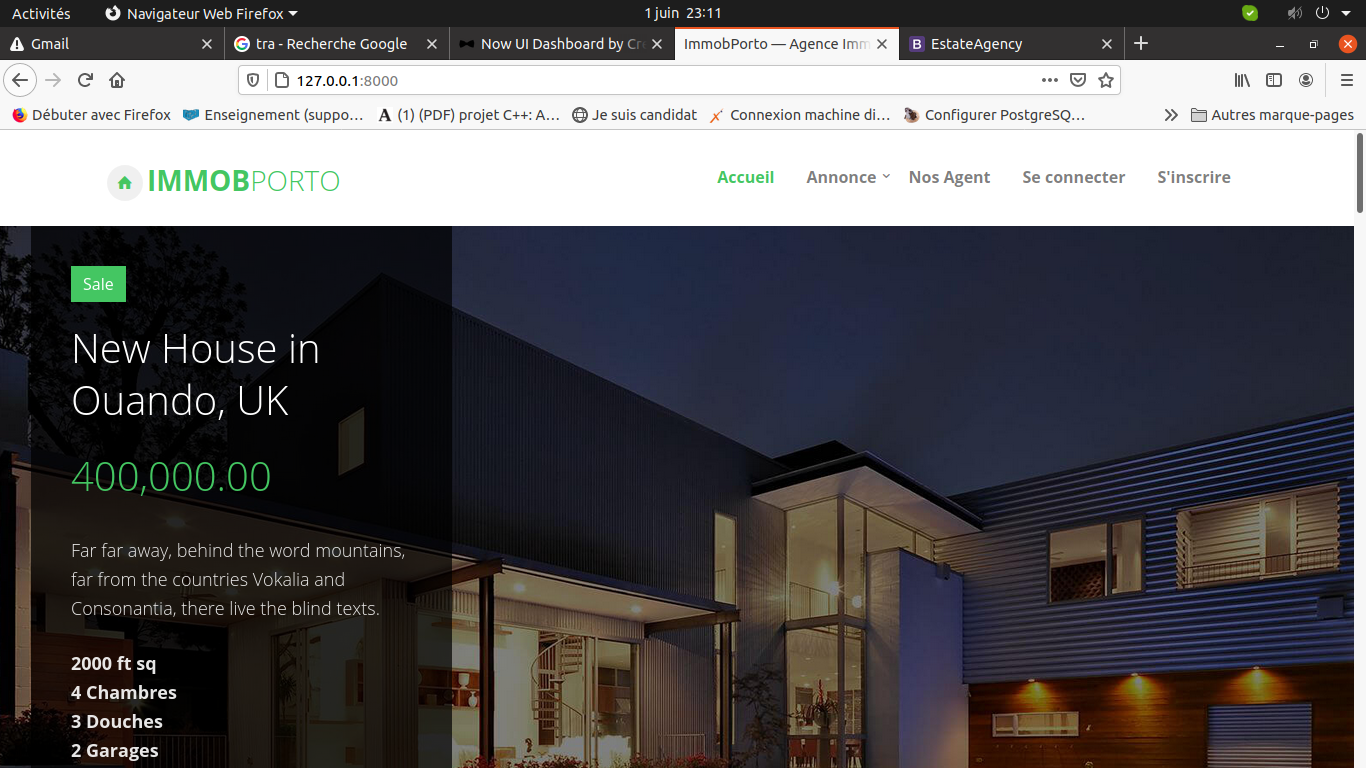 Activités
Navigateur Web Firefox
1 juin 23:11
Gmail
tra - Recherche Google
Now UI Dashboard by Cre
ImmobPorto — Agence Imm
B EstateAgency
127.0.0.1:8000
Débuter avec Firefox
Enseignement (suppo…
A (1) (PDF) projet C++: A…
Je suis candidat
Connexion machine di…
Configurer PostgreSQ…
Autres marque-pages
IMMOBPORTO
Accueil
Annonce
Nos Agent
Se connecter
S'inscrire
Sale
New House in
Ouando, UK
400,000.00
Far far away, behind the word mountains,
far from the countries Vokalia and
Consonantia, there live the blind texts.
2000 ft sq
4 Chambres
3 Douches
2 Garages